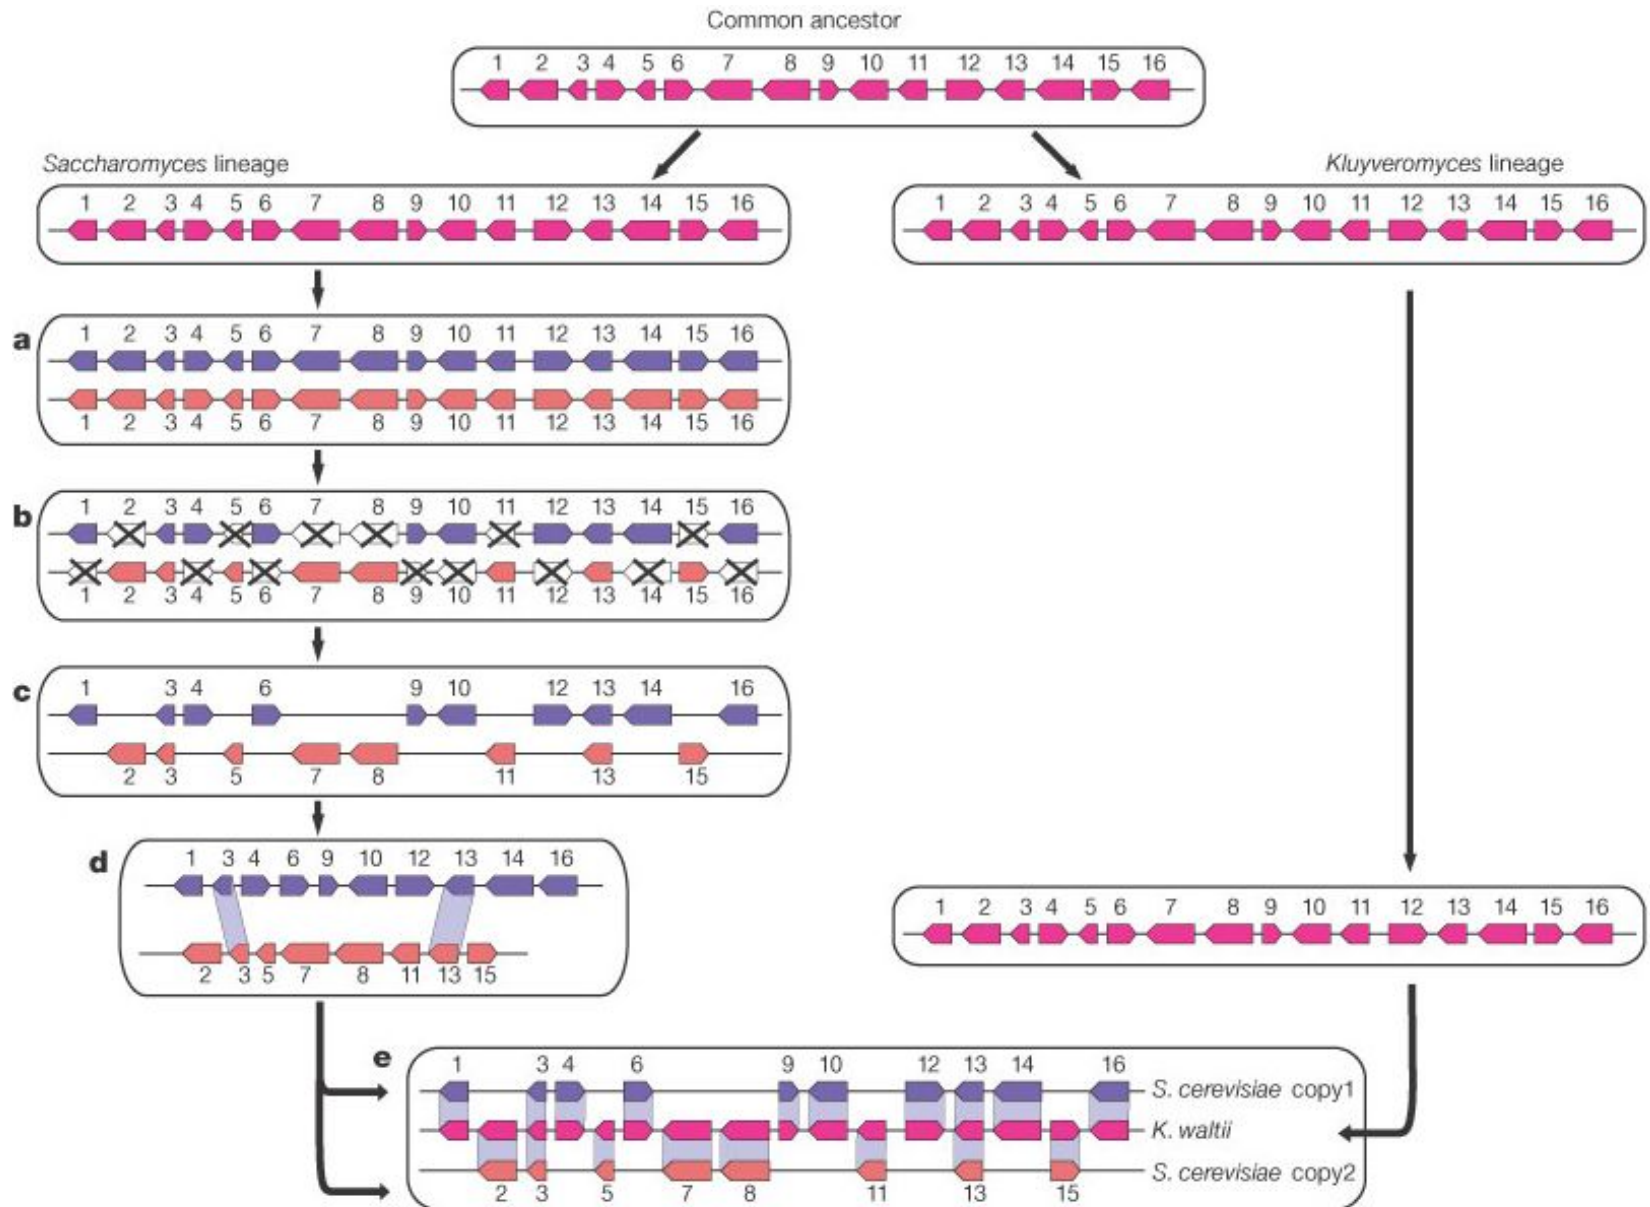 Common ancestor
1 2 3 4 5 6 7 8 9 10 11 12 13 14 15 16
Saccharomyces lineage
1 2 3 4 5 6 7 8 9 10 11 12 13 14 15 16
Kluyveromyces lineage
1 2 3 4 5 6 7 8 9 10 11 12 13 14 15 16
a
1 2 3 4 5 6 7 8 9 10 11 12 13 14 15 16
1 2 3 4 5 6 7 8 9 10 11 12 13 14 15 16
b
1 2 3 4 5 6 7 8 9 10 11 12 13 14 15 16
1 2 3 4 5 6 7 8 9 10 11 12 13 14 15 16
c
1 3 4 6 9 10 12 13 14 16
2 3 5 7 8 11 13 15
d
1 3 4 6 9 10 12 13 14 16
2 3 5 7 8 11 13 15
1 2 3 4 5 6 7 8 9 10 11 12 13 14 15 16
e
1 3 4 6 9 10 12 13 14 16
S. cerevisiae copy1
K. waltii
S. cerevisiae copy2
2 3 5 7 8 11 13 15